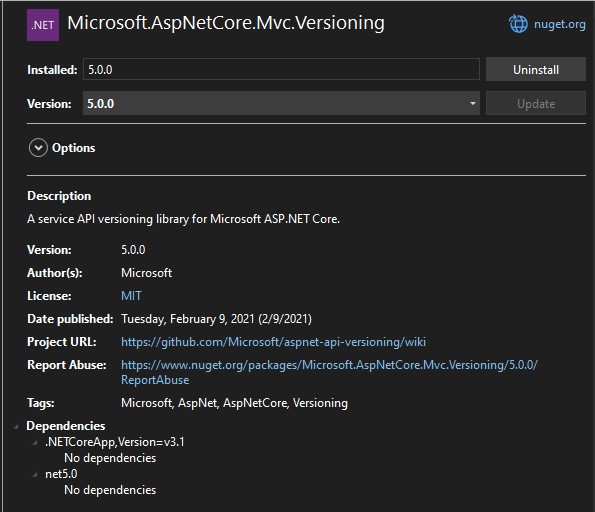 .NET Microsoft.AspNetCore.Mvc.Versioning nuget.org
Installed: 5.0.0 Uninstall
Version: 5.0.0 Update
Options
Description
A service API versioning library for Microsoft ASP.NET Core.
Version: 5.0.0
Author(s): Microsoft
License: MIT
Date published: Tuesday, February 9, 2021 (2/9/2021)
Project URL: https://github.com/Microsoft/aspnet-api-versioning/wiki
Report Abuse: https://www.nuget.org/packages/Microsoft.AspNetCore.Mvc.Versioning/5.0.0/
ReportAbuse
Tags: Microsoft, AspNet, AspNetCore, Versioning
Dependencies
.NETCoreApp,Version=v3.1
No dependencies
net5.0
No dependencies